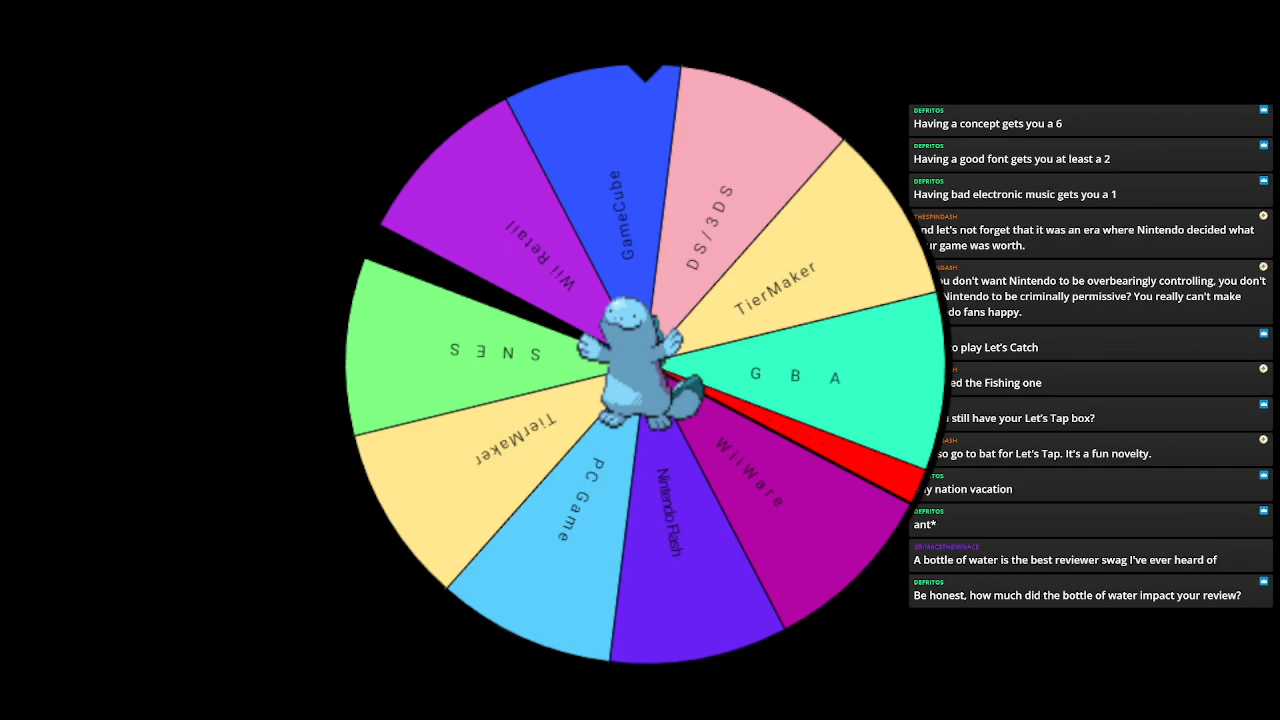 GameCube
DS/3DS
TierMaker
GBA
WiiWare
Nintendo Flash
PC Game
TierMaker
SNES
Wii Retail
DEFRITOS
Having a concept gets you a 6
DEFRITOS
Having a good font gets you at least a 2
DEFRITOS
Having bad electronic music gets you a 1
THESPINDASH
nd let's not forget that it was an era where Nintendo decided what
ur game was worth.
DASH
ou don't want Nintendo to be overbearingly controlling, you don't
Nintendo to be criminally permissive? You really can't make
do fans happy.
o play Let's Catch
H
ed the Fishing one
still have your Let's Tap box?
DASH
so go to bat for Let's Tap. It's a fun novelty.
TOS
y nation vacation
DEFRITOS
ant*
A bottle of water is the best reviewer swag I've ever heard of
DEFRITOS
Be honest, how much did the bottle of water impact your review?